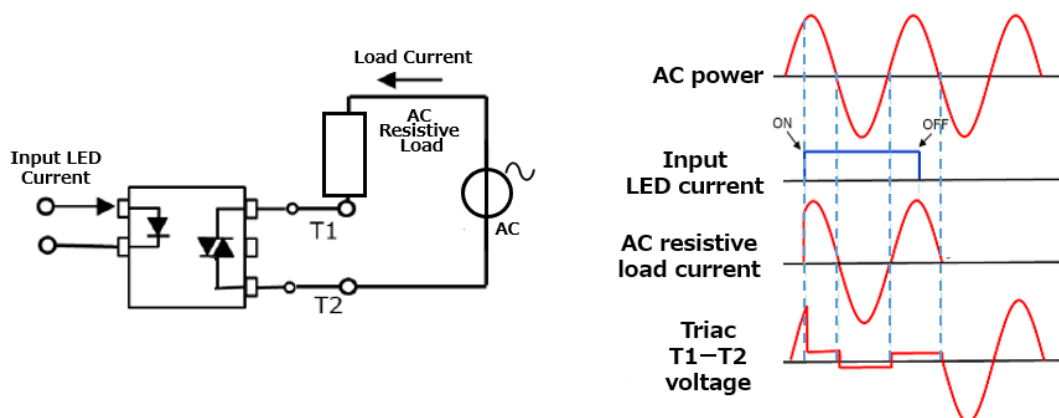 Load Current
AC
Resistive
Load
Input LED
Current
T1
AC
T2
AC power
ON
OFF
Input
LED current
AC resistive
load current
Triac
T1−T2
voltage